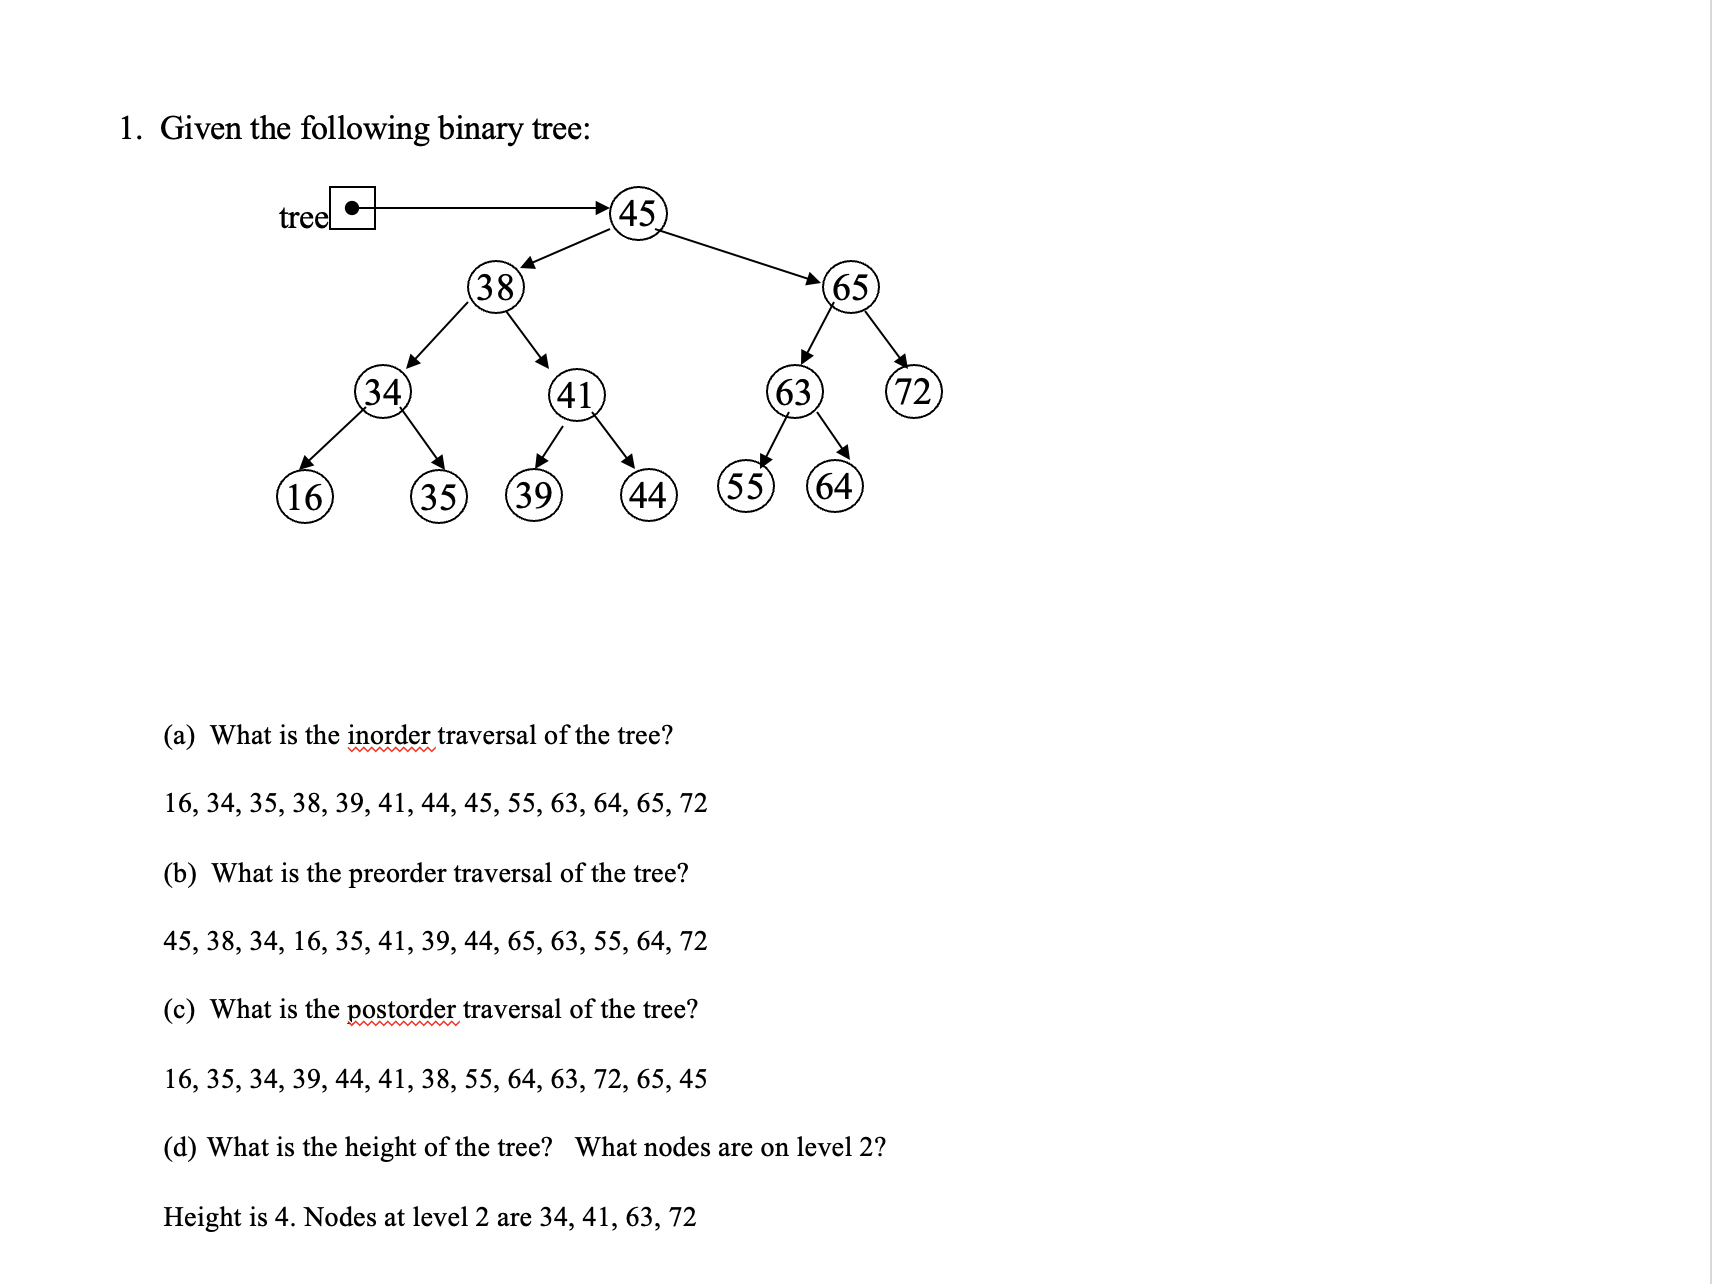 1. Given the following binary tree:
tree 45
38 65
34 41 63 72
16 35 39 44 55 64
(a) What is the inorder traversal of the tree?
16, 34, 35, 38, 39, 41, 44, 45, 55, 63, 64, 65, 72
(b) What is the preorder traversal of the tree?
45, 38, 34, 16, 35, 41, 39, 44, 65, 63, 55, 64, 72
(c) What is the postorder traversal of the tree?
16, 35, 34, 39, 44, 41, 38, 55, 64, 63, 72, 65, 45
(d) What is the height of the tree? What nodes are on level 2?
Height is 4. Nodes at level 2 are 34, 41, 63, 72